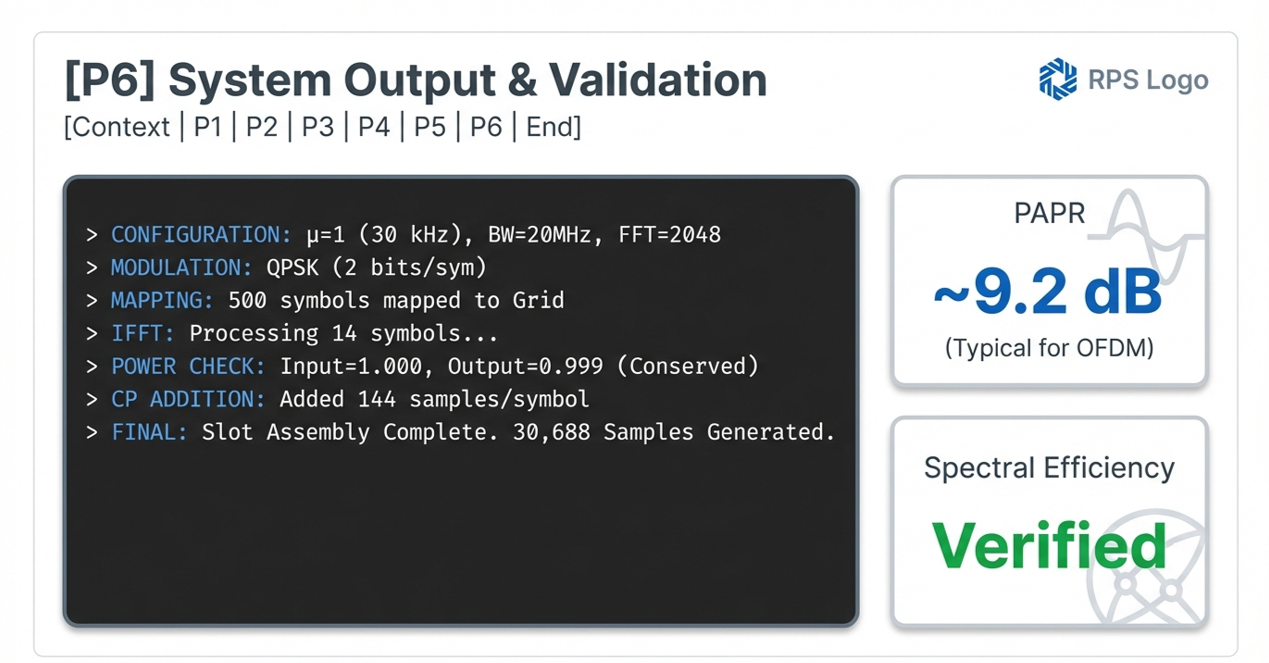 [P6] System Output & Validation
RPS Logo
[Context | P1 | P2 | P3 | P4 | P5 | P6 | End]
> CONFIGURATION: µ=1 (30 kHz), BW=20MHz, FFT=2048
> MODULATION: QPSK (2 bits/sym)
> MAPPING: 500 symbols mapped to Grid
> IFFT: Processing 14 symbols...
> POWER CHECK: Input=1.000, Output=0.999 (Conserved)
> CP ADDITION: Added 144 samples/symbol
> FINAL: Slot Assembly Complete. 30,688 Samples Generated.
PAPR
~9.2 dB
(Typical for OFDM)
Spectral Efficiency
Verified